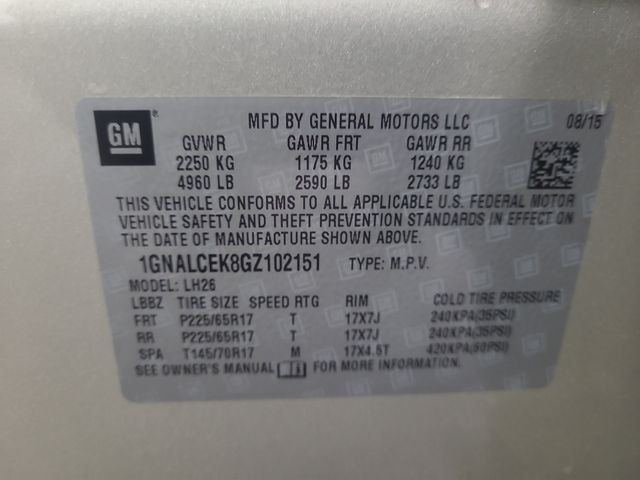 GM ® MFD BY GENERAL MOTORS LLC 08/15
GVWR GAWR FRT GAWR RR
2250 KG 1175 KG 1240 KG
4960 LB 2590 LB 2733 LB
THIS VEHICLE CONFORMS TO ALL APPLICABLE U.S. FEDERAL MOTOR
VEHICLE SAFETY AND THEFT PREVENTION STANDARDS IN EFFECT ON
THE DATE OF MANUFACTURE SHOWN ABOVE.
1GNALCEK8GZ102151 TYPE: M.P.V.
MODEL: LH26
LBBZ TIRE SIZE SPEED RTG RIM COLD TIRE PRESSURE
FRT P225/65R17 T 17X7J 240KPA(35PSI)
RR P225/65R17 T 17X7J 240KPA(35PSI)
SPA T145/70R17 M 17X4.5T 420KPA(60PSI)
SEE OWNER'S MANUAL FOR MORE INFORMATION.